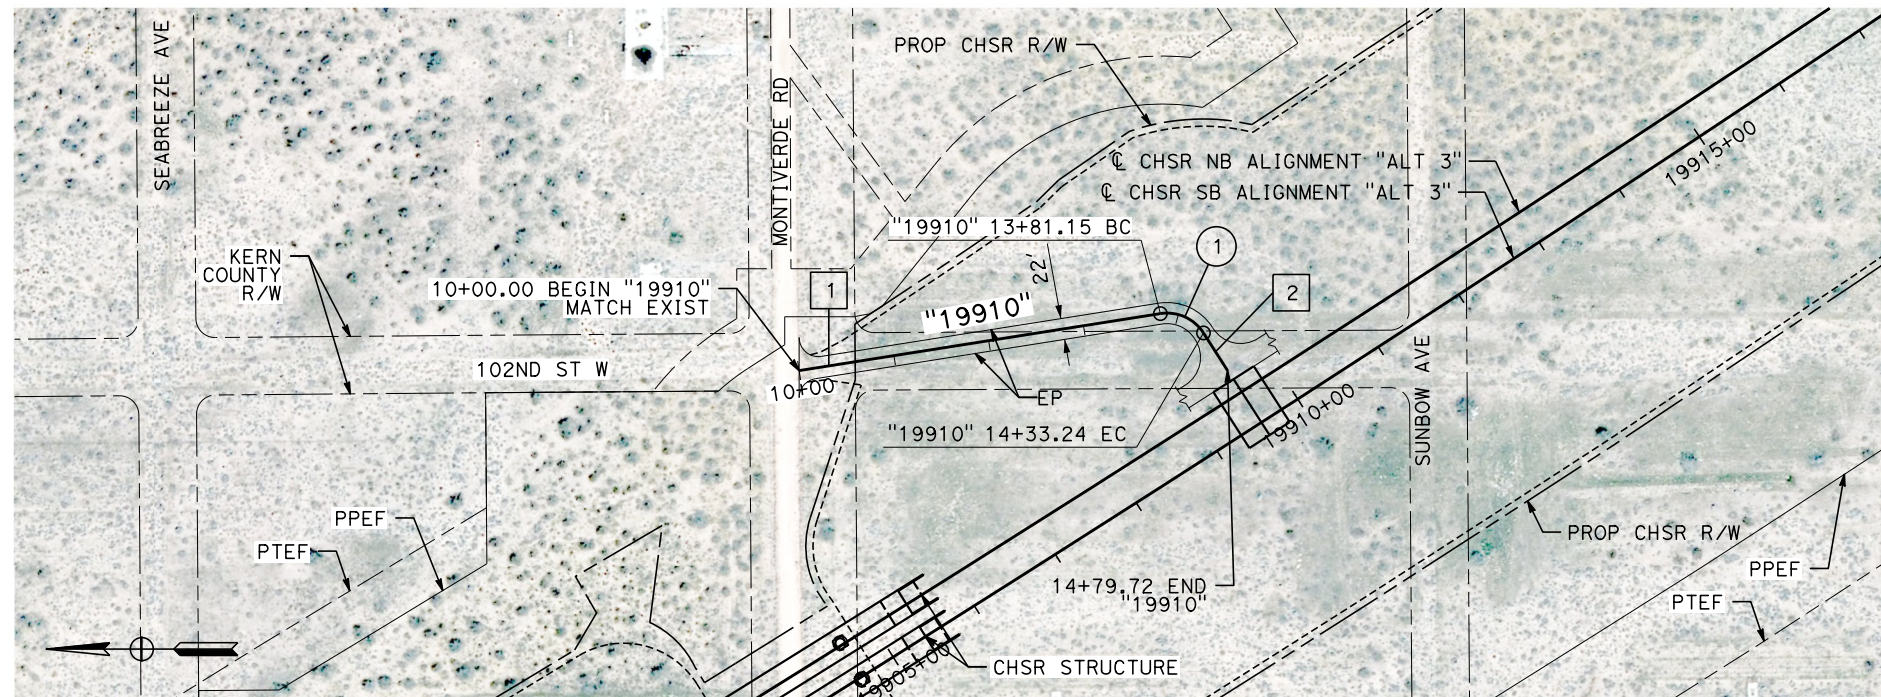 SEABREEZE AVE
MONTIVERDE RD
PROP CHSR R/W
℄ CHSR NB ALIGNMENT "ALT 3"
℄ CHSR SB ALIGNMENT "ALT 3"
19915+00
"19910" 13+81.15 BC
1
22'
KERN
COUNTY
R/W
10+00.00 BEGIN "19910"
MATCH EXIST
1
2
"19910"
102ND ST W
10+00
EP
"19910" 14+33.24 EC
9910+00
SUNBOW AVE
PPEF
PTEF
PROP CHSR R/W
PPEF
14+79.72 END
"19910"
PTEF
CHSR STRUCTURE
19905+00